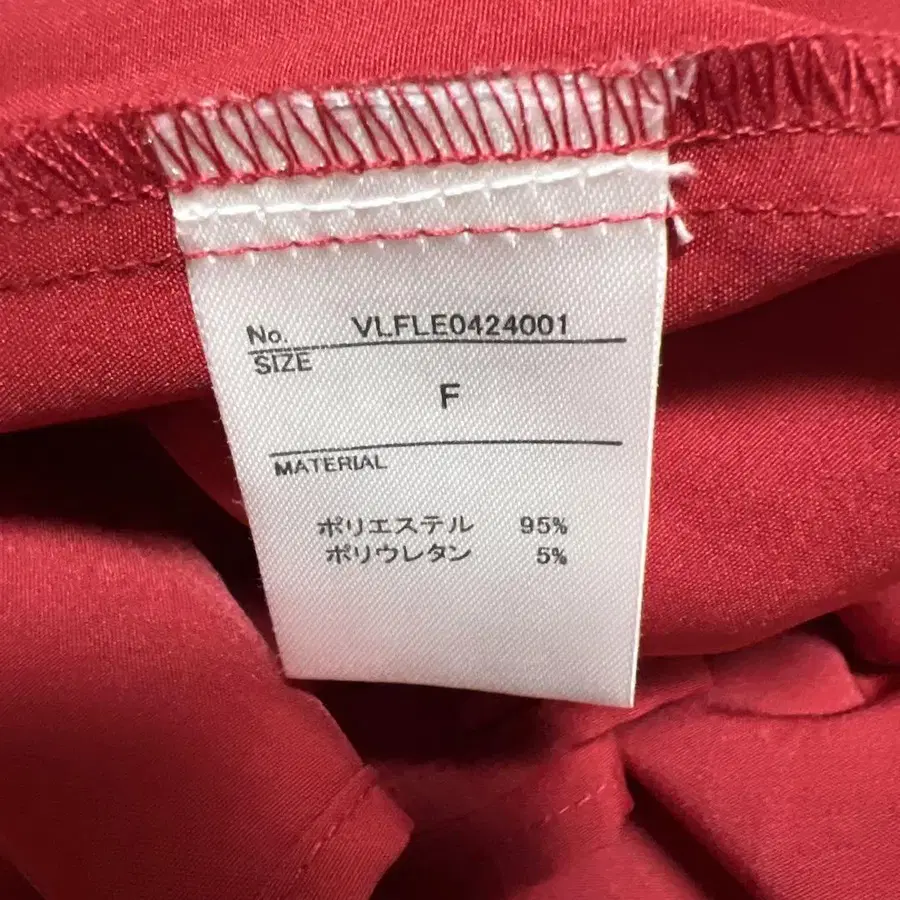 No. VLFLE0424001
SIZE
F
MATERIAL
ポリエステル 95%
ポリウレタン 5%